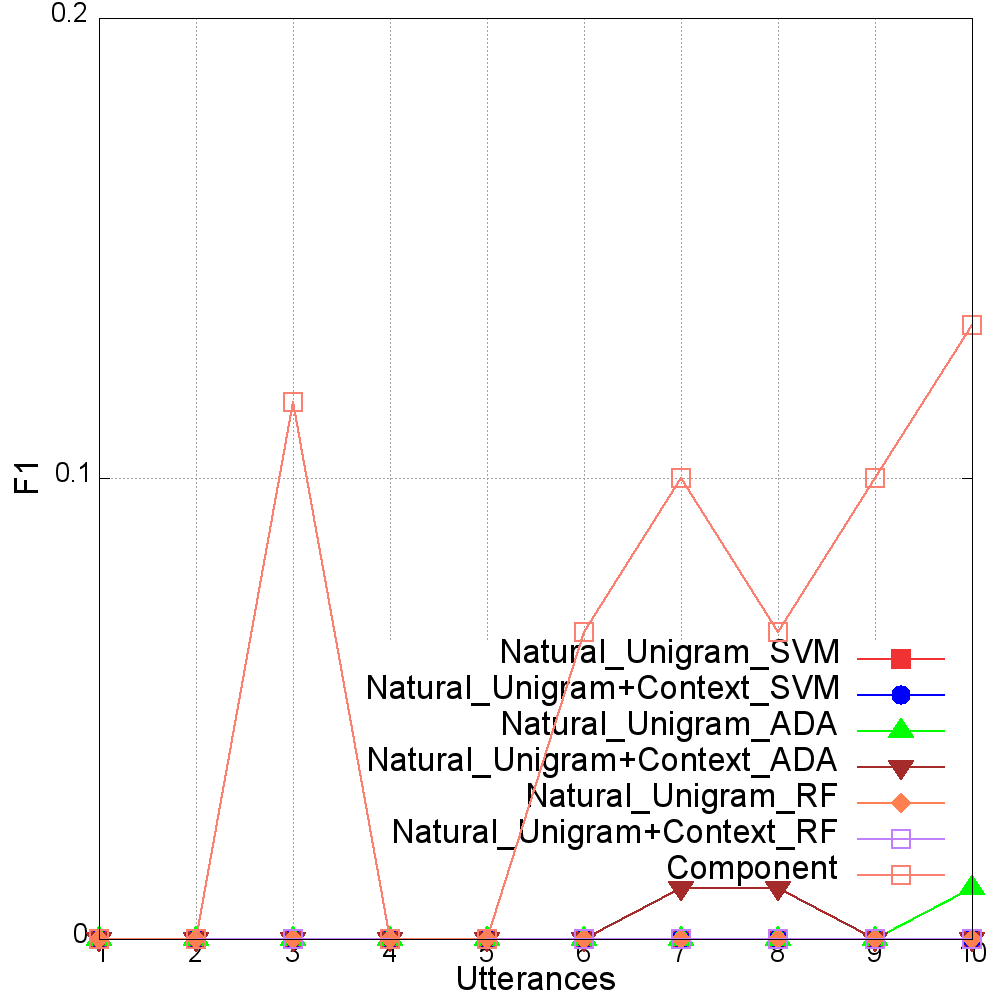 0.2
0.1
0
F1
Natural_Unigram_SVM
Natural_Unigram+Context_SVM
Natural_Unigram_ADA
Natural_Unigram+Context_ADA
Natural_Unigram_RF
Natural_Unigram+Context_RF
Component
1 2 3 4 5 6 7 8 9 10
Utterances